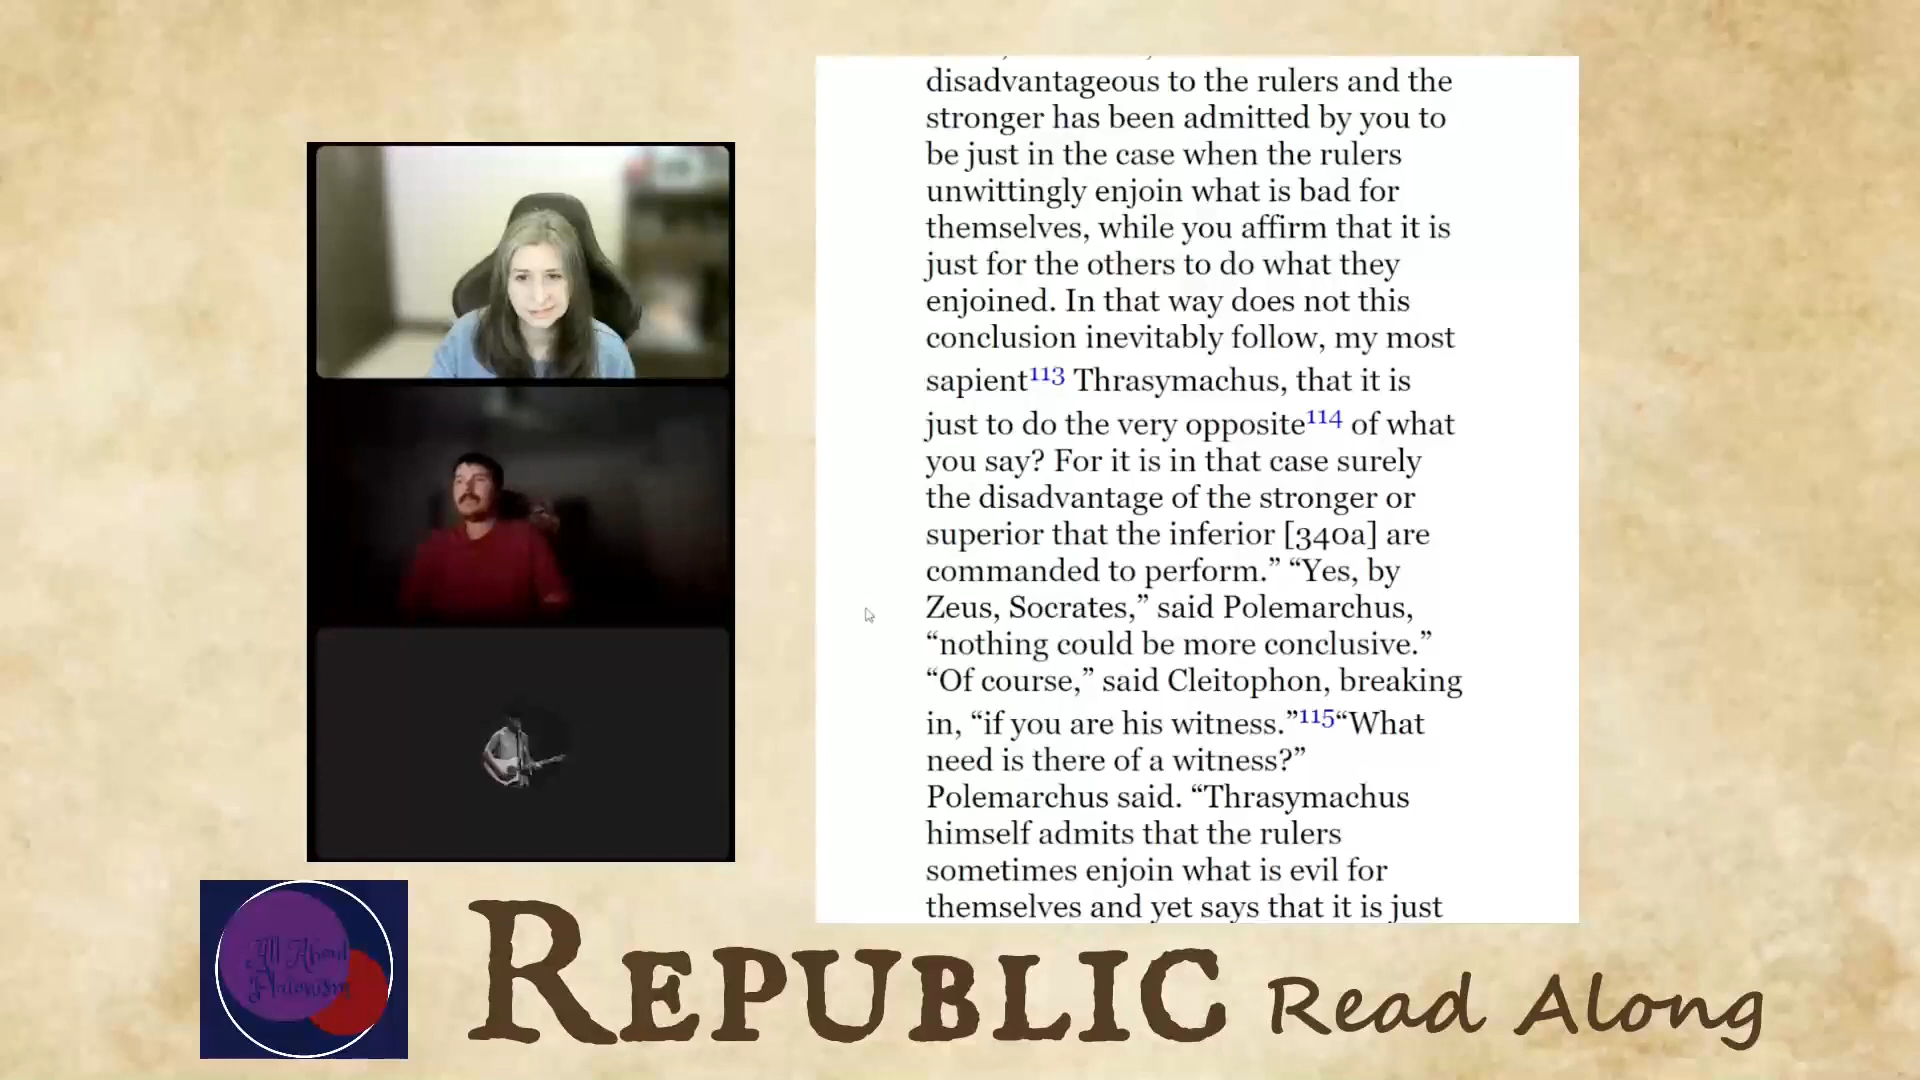 disadvantageous to the rulers and the
stronger has been admitted by you to
be just in the case when the rulers
unwittingly enjoin what is bad for
themselves, while you affirm that it is
just for the others to do what they
enjoined. In that way does not this
conclusion inevitably follow, my most
sapient113 Thrasymachus, that it is
just to do the very opposite114 of what
you say? For it is in that case surely
the disadvantage of the stronger or
superior that the inferior [340a] are
commanded to perform.” “Yes, by
Zeus, Socrates,” said Polemarchus,
“nothing could be more conclusive.”
“Of course,” said Cleitophon, breaking
in, “if you are his witness.”115“What
need is there of a witness?”
Polemarchus said. “Thrasymachus
himself admits that the rulers
sometimes enjoin what is evil for
themselves and yet says that it is just
All About
Platonism
REPUBLIC Read Along